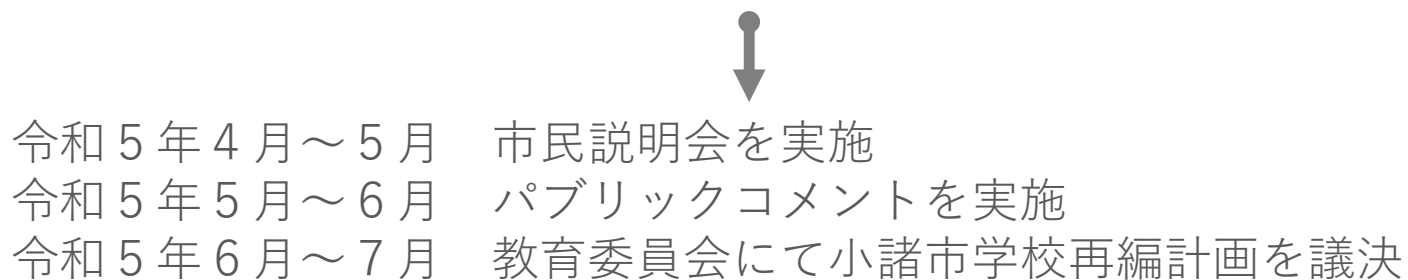 令和５年４月～５月　市民説明会を実施
令和５年５月～６月　パブリックコメントを実施
令和５年６月～７月　教育委員会にて小諸市学校再編計画を議決